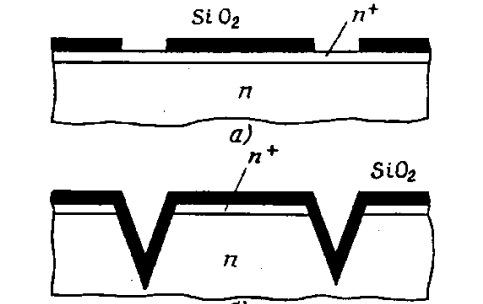 SiO₂ n⁺
n
а)
n⁺ SiO₂
n